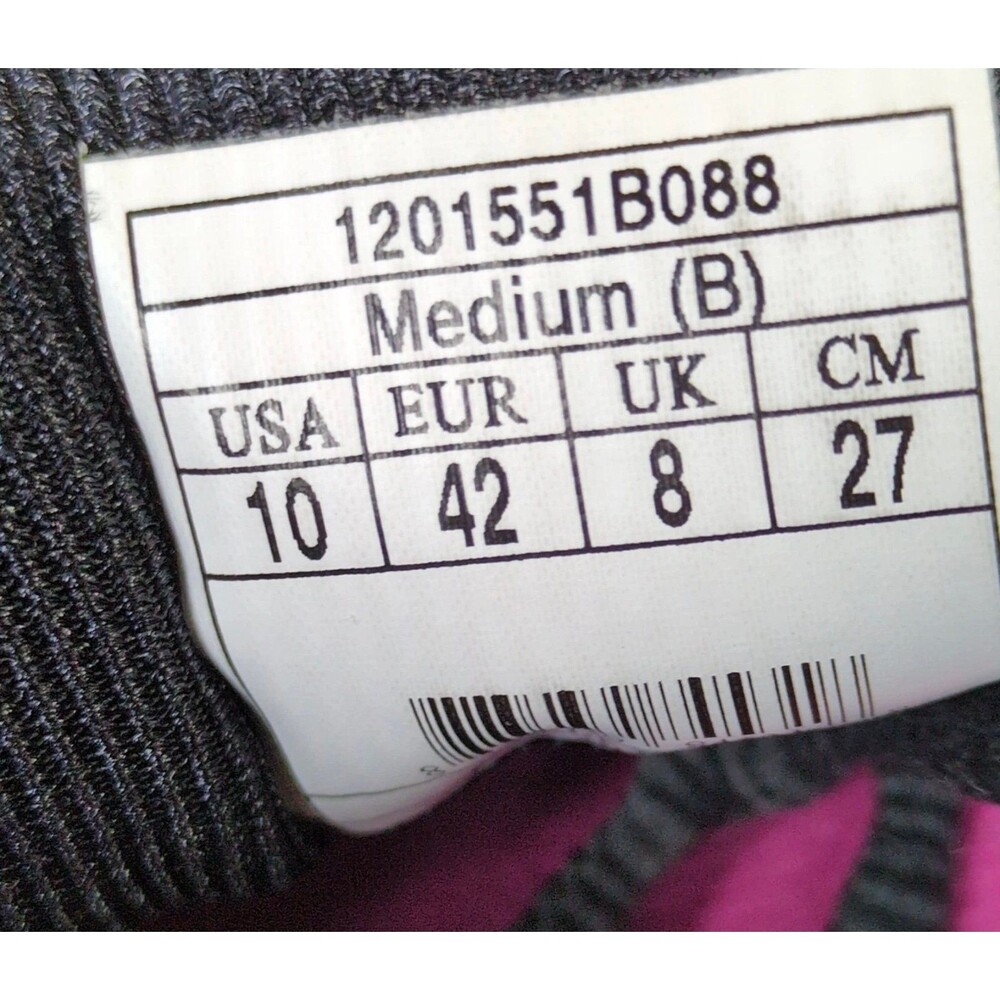 1201551B088
Medium (B)
USA EUR UK CM
10 42 8 27